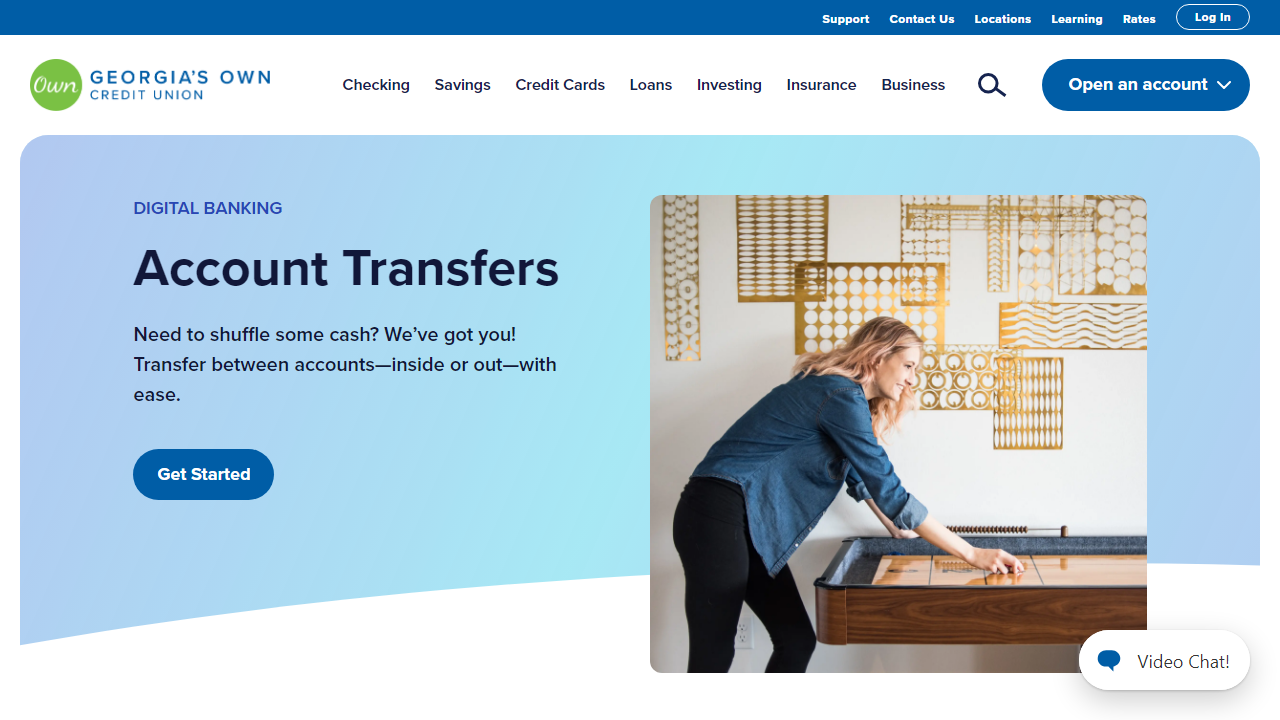 Support Contact Us Locations Learning Rates Log In
Own GEORGIA'S OWN
CREDIT UNION
Checking Savings Credit Cards Loans Investing Insurance Business
Open an account
DIGITAL BANKING
Account Transfers
Need to shuffle some cash? We’ve got you!
Transfer between accounts—inside or out—with
ease.
Get Started
Video Chat!